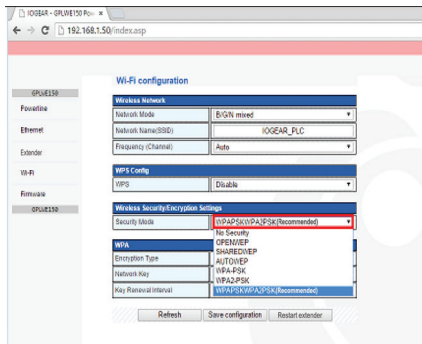 IOGEAR - GPLWE150 Pow
192.168.1.50/index.asp
Wi-Fi configuration
GPLWE150
Powerline
Ethernet
Extender
Wi-Fi
Firmware
GPLWE150
Wireless Network
Network Mode B/G/N mixed
Network Name(SSID) IOGEAR_PLC
Frequency (Channel) Auto
WPS Config
WPS Disable
Wireless Security/Encryption Settings
Security Mode WPAPSKWPA2PSK(Recommended)
No Security
OPENWEP
SHAREDWEP
AUTOWEP
WPA-PSK
WPA2-PSK
WPAPSKWPA2PSK(Recommended)
WPA
Encryption Type
Network Key
Key Renewal Interval
Refresh Save configuration Restart extender